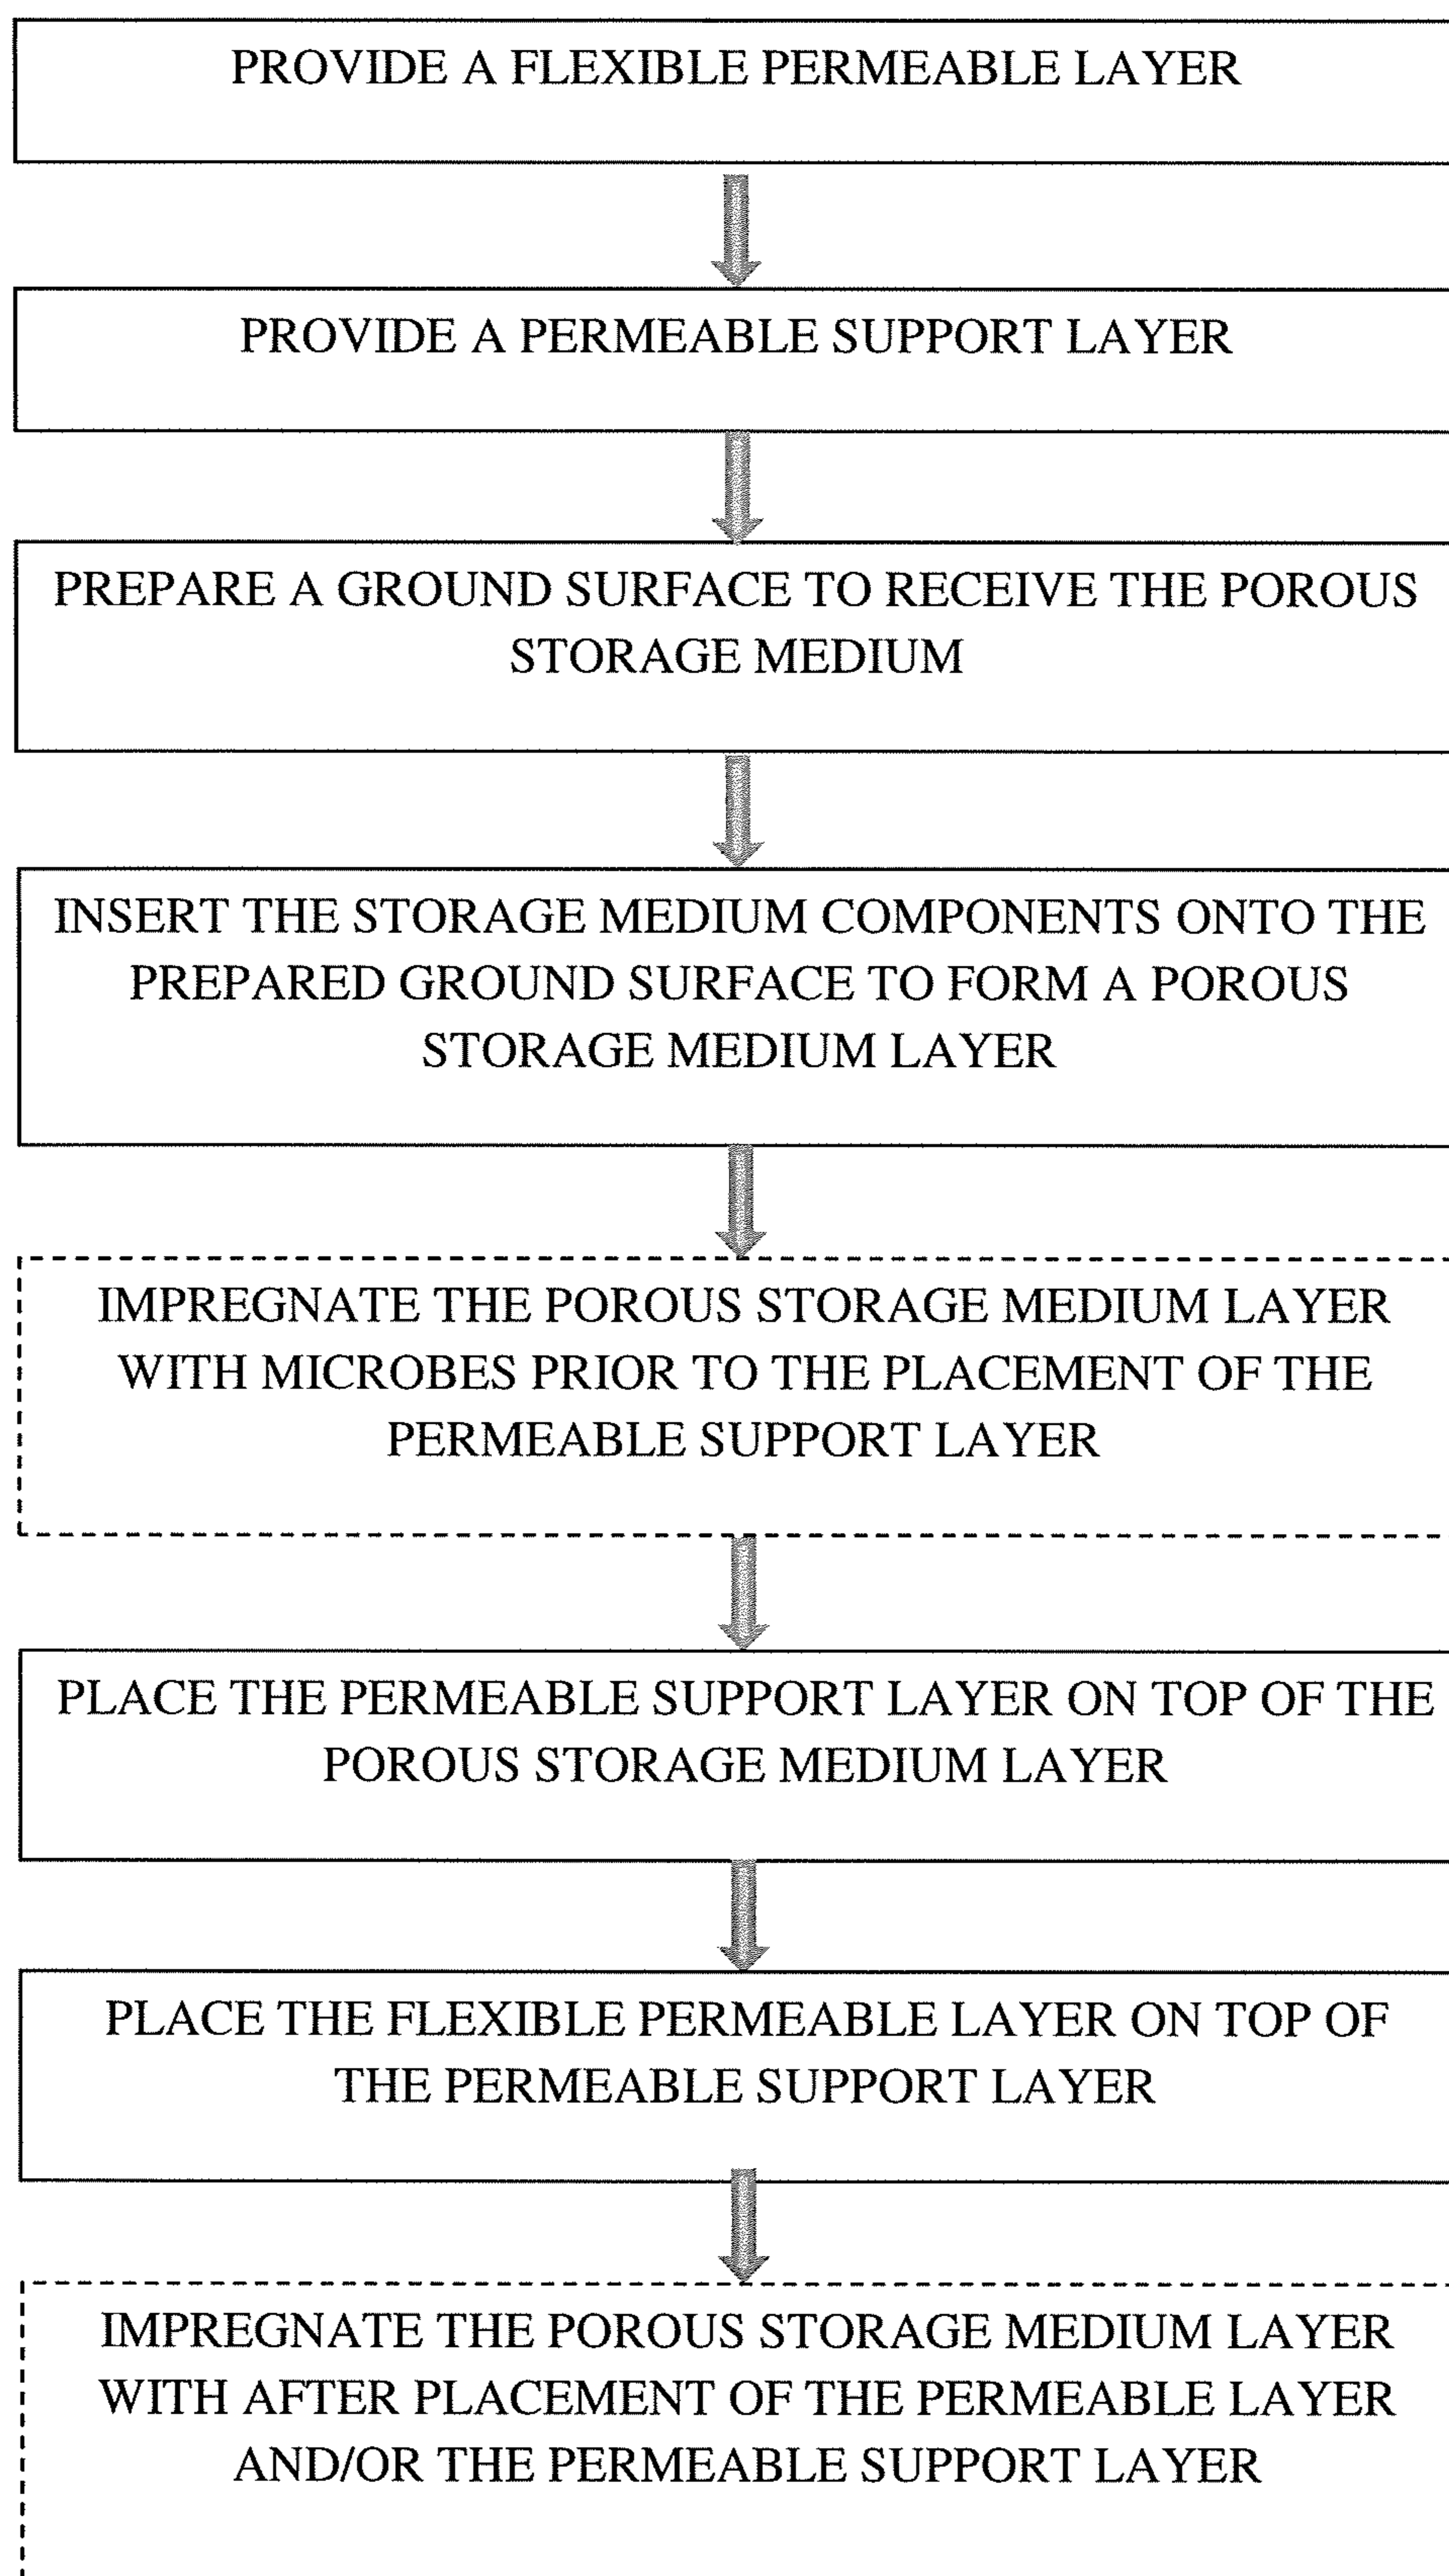 PROVIDE A FLEXIBLE PERMEABLE LAYER
PROVIDE A PERMEABLE SUPPORT LAYER
PREPARE A GROUND SURFACE TO RECEIVE THE POROUS
STORAGE MEDIUM
INSERT THE STORAGE MEDIUM COMPONENTS ONTO THE
PREPARED GROUND SURFACE TO FORM A POROUS
STORAGE MEDIUM LAYER
IMPREGNATE THE POROUS STORAGE MEDIUM LAYER
WITH MICROBES PRIOR TO THE PLACEMENT OF THE
PERMEABLE SUPPORT LAYER
PLACE THE PERMEABLE SUPPORT LAYER ON TOP OF THE
POROUS STORAGE MEDIUM LAYER
PLACE THE FLEXIBLE PERMEABLE LAYER ON TOP OF
THE PERMEABLE SUPPORT LAYER
IMPREGNATE THE POROUS STORAGE MEDIUM LAYER
WITH AFTER PLACEMENT OF THE PERMEABLE LAYER
AND/OR THE PERMEABLE SUPPORT LAYER